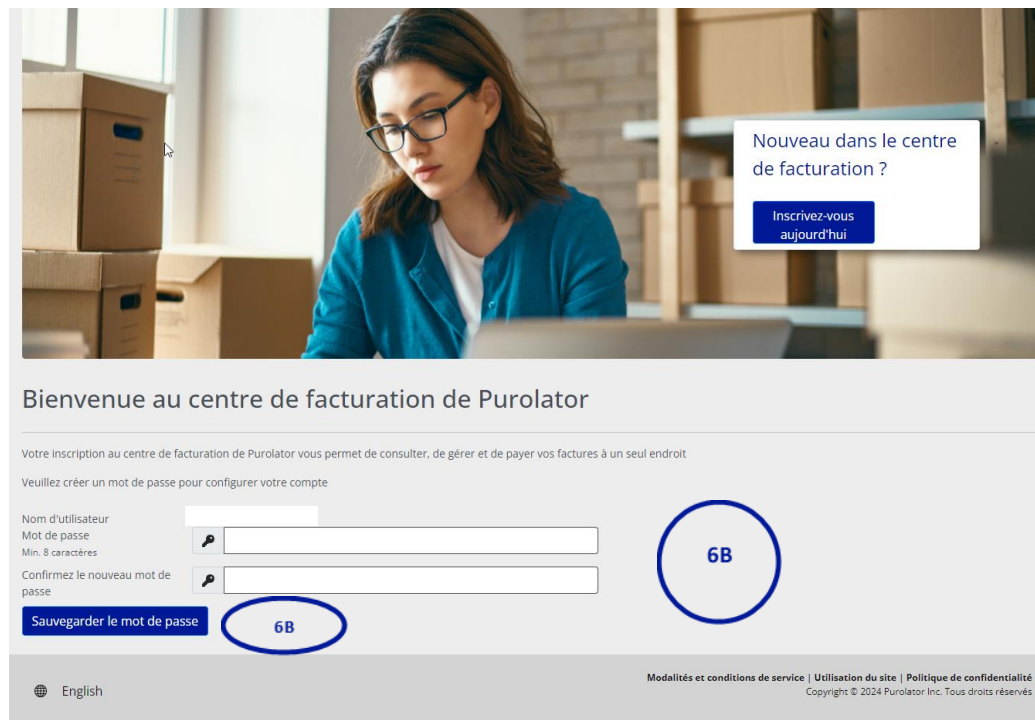 Nouveau dans le centre
de facturation ?
Inscrivez-vous
aujourd'hui
Bienvenue au centre de facturation de Purolator
Votre inscription au centre de facturation de Purolator vous permet de consulter, de gérer et de payer vos factures à un seul endroit
Veuillez créer un mot de passe pour configurer votre compte
Nom d'utilisateur
Mot de passe
Min. 8 caractères
Confirmez le nouveau mot de
passe
6B
Sauvegarder le mot de passe
6B
English
Modalités et conditions de service | Utilisation du site | Politique de confidentialité
Copyright © 2024 Purolator Inc. Tous droits réservés